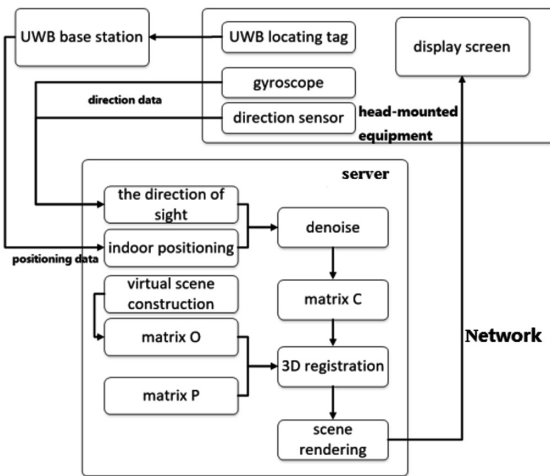 UWB base station
UWB locating tag
display screen
gyroscope
direction data
direction sensor
head-mounted
equipment
server
the direction of
sight
denoise
indoor positioning
positioning data
virtual scene
construction
matrix C
matrix O
Network
3D registration
matrix P
scene
rendering